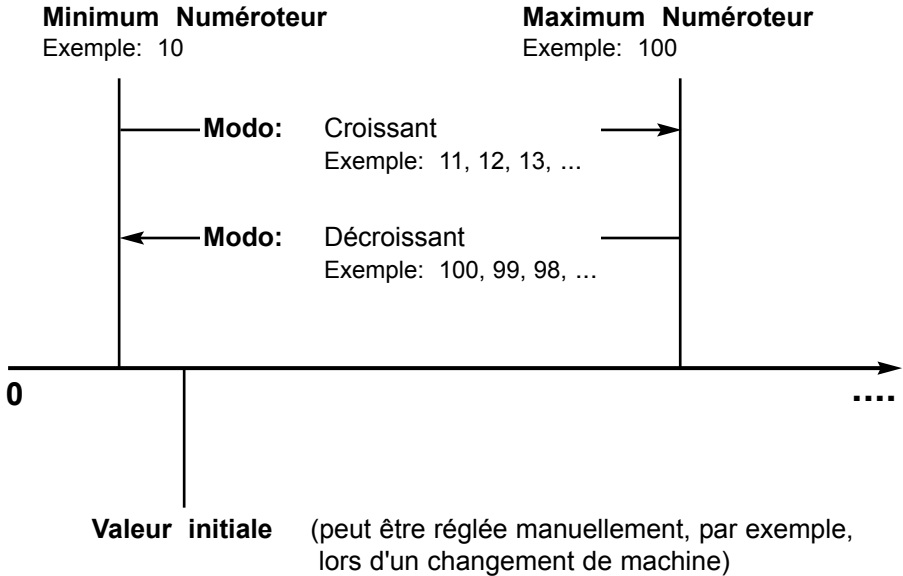 Minimum Numéroteur Maximum Numéroteur
Exemple: 10 Exemple: 100
Modo: Croissant
Exemple: 11, 12, 13, ...
Modo: Décroissant
Exemple: 100, 99, 98, ...
0 ....
Valeur initiale (peut être réglée manuellement, par exemple,
lors d'un changement de machine)